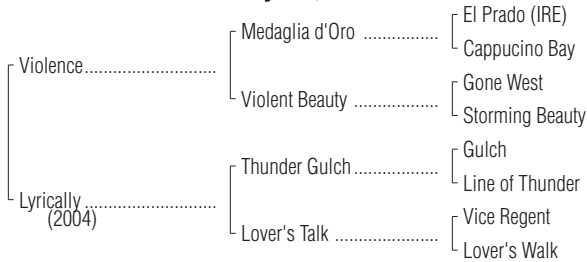 El Prado (IRE)
Medaglia d'Oro ................
Cappucino Bay
Violence............................
Gone West
Violent Beauty ..................
Storming Beauty
Gulch
Thunder Gulch..................
Line of Thunder
Lyrically ............................
(2004)
Vice Regent
Lover's Talk ......................
Lover's Walk